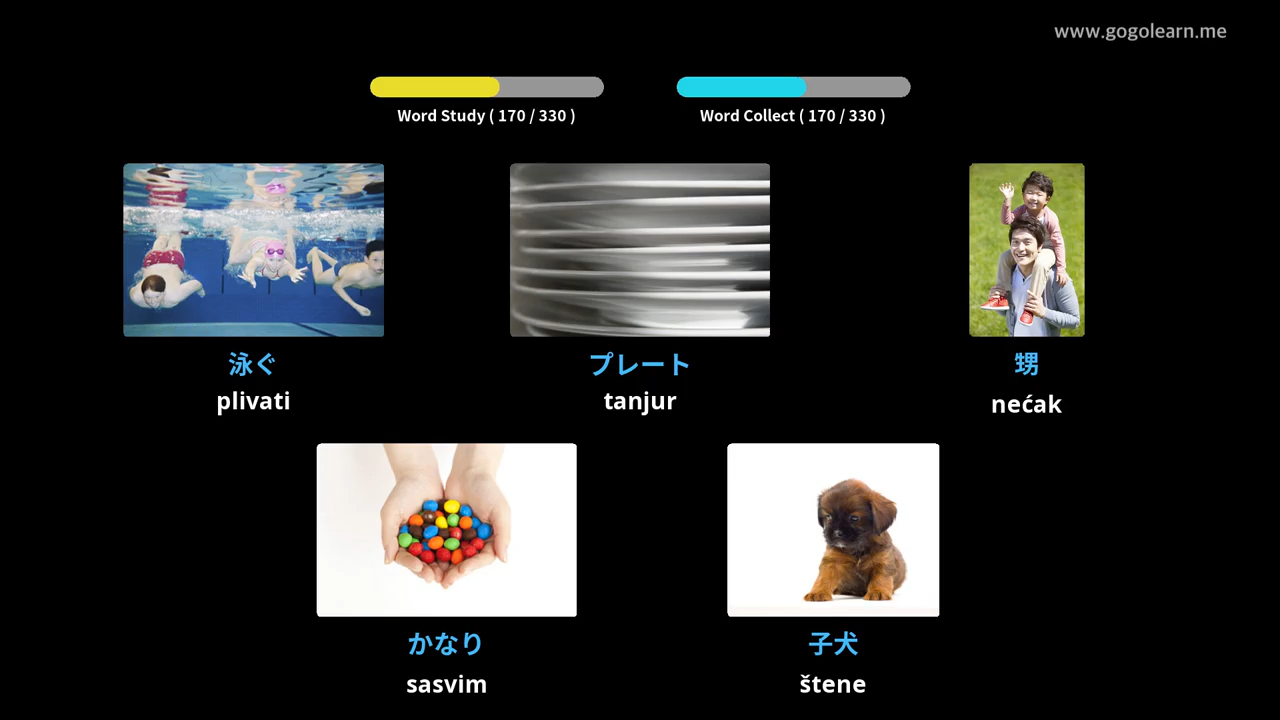 www.gogolearn.me
Word Study ( 170 / 330 )
Word Collect ( 170 / 330 )
泳ぐ
plivati
プレート
tanjur
甥
nećak
かなり
sasvim
子犬
štene